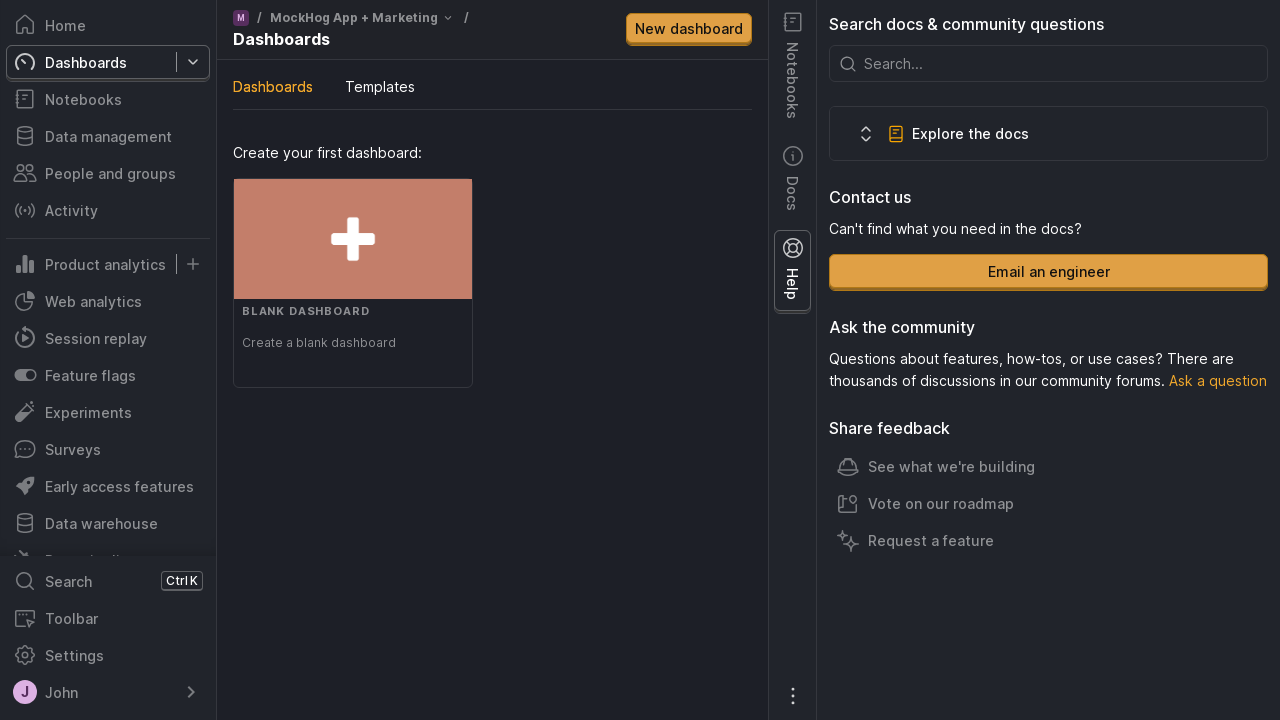 Home
Dashboards
Notebooks
Data management
People and groups
Activity
Product analytics
Web analytics
Session replay
Feature flags
Experiments
Surveys
Early access features
Data warehouse
Search Ctrl K
Toolbar
Settings
J John
M / MockHog App + Marketing /
Dashboards
New dashboard
Dashboards Templates
Create your first dashboard:
BLANK DASHBOARD
Create a blank dashboard
Notebooks
Docs
Help
Search docs & community questions
Search...
Explore the docs
Contact us
Can't find what you need in the docs?
Email an engineer
Ask the community
Questions about features, how-tos, or use cases? There are
thousands of discussions in our community forums. Ask a question
Share feedback
See what we're building
Vote on our roadmap
Request a feature